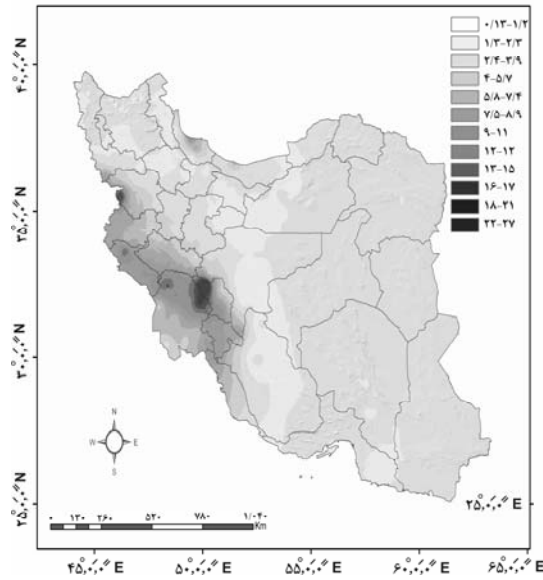 ۰/۱۳-۱/۲
۱/۳-۲/۳
۲/۴-۳/۹
۴-۵/۷
۵/۸-۷/۴
۷/۵-۸/۹
۹-۱۱
۱۲-۱۲
۱۳-۱۵
۱۶-۱۷
۱۸-۲۱
۲۲-۲۷
۴۰°,۰',۰" N
۳۵°,۰',۰" N
۳۰°,۰',۰" N
۲۵°,۰',۰" N
۲۵°,۰',۰" E
N
W E
S
۰ ۱۳۰ ۲۶۰ ۵۲۰ ۷۸۰ ۱/۰۴۰
Km
۴۵°,۰',۰" E ۵۰°,۰',۰" E ۵۵°,۰',۰" E ۶۰°,۰',۰" E ۶۵°,۰',۰" E